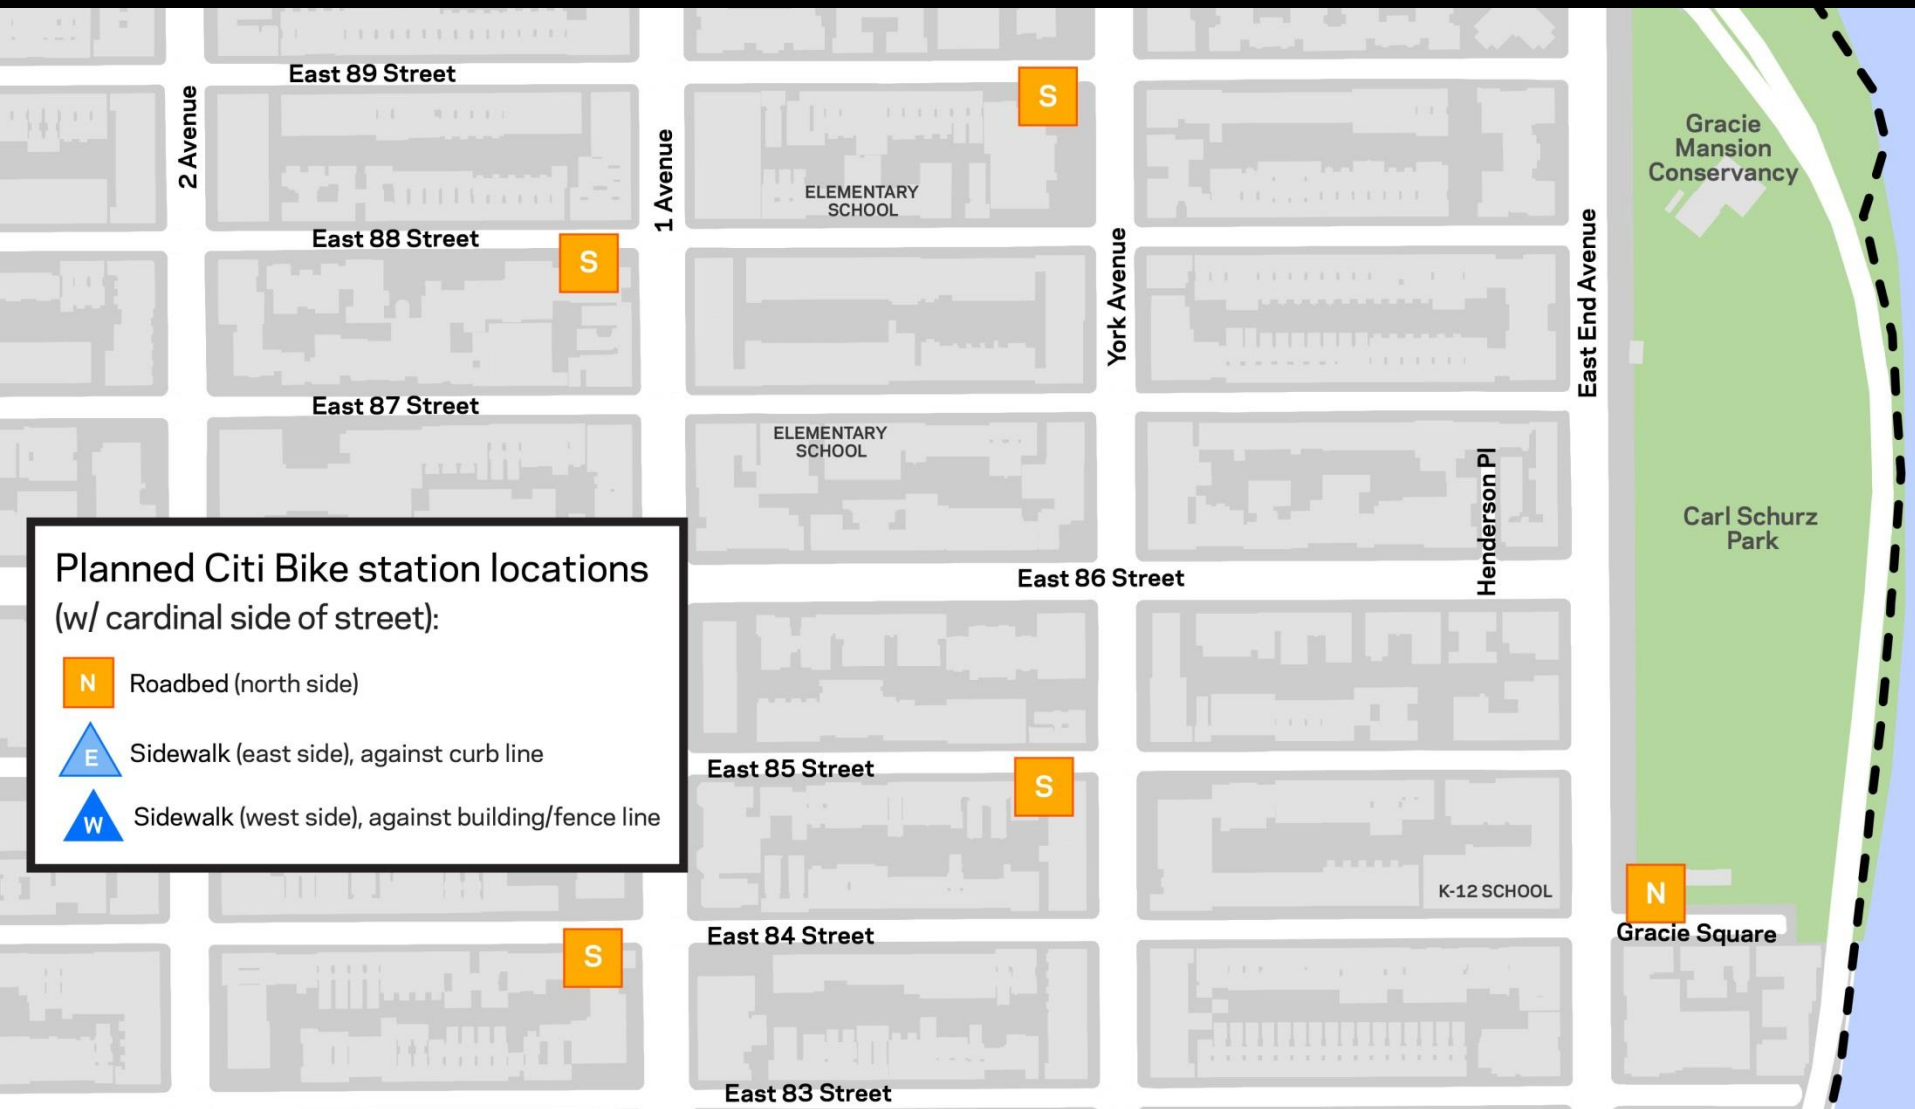 East 89 Street
S
2 Avenue
1 Avenue
Gracie
Mansion
Conservancy
ELEMENTARY
SCHOOL
East 88 Street
S
York Avenue
East End Avenue
East 87 Street
ELEMENTARY
SCHOOL
Henderson Pl
Carl Schurz
Park
East 86 Street
Planned Citi Bike station locations
(w/ cardinal side of street):
N Roadbed (north side)
E Sidewalk (east side), against curb line
W Sidewalk (west side), against building/fence line
East 85 Street
S
K-12 SCHOOL
N
Gracie Square
East 84 Street
S
East 83 Street